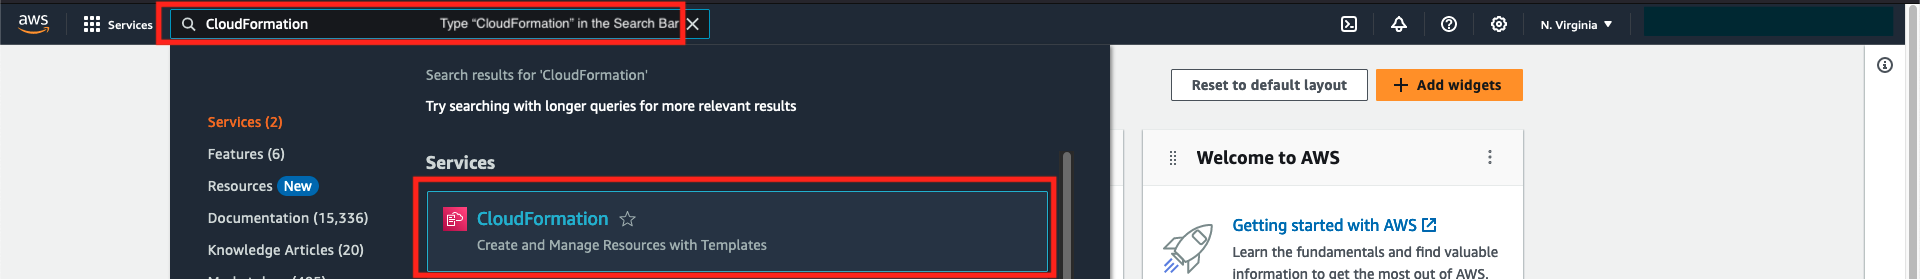 aws
Services
CloudFormation
Type “CloudFormation” in the Search Bar
N. Virginia
Search results for 'CloudFormation'
Try searching with longer queries for more relevant results
Services (2)
Features (6)
Resources New
Documentation (15,336)
Knowledge Articles (20)
Services
CloudFormation
Create and Manage Resources with Templates
Reset to default layout
Add widgets
Welcome to AWS
Getting started with AWS
Learn the fundamentals and find valuable
information to get the most out of AWS.